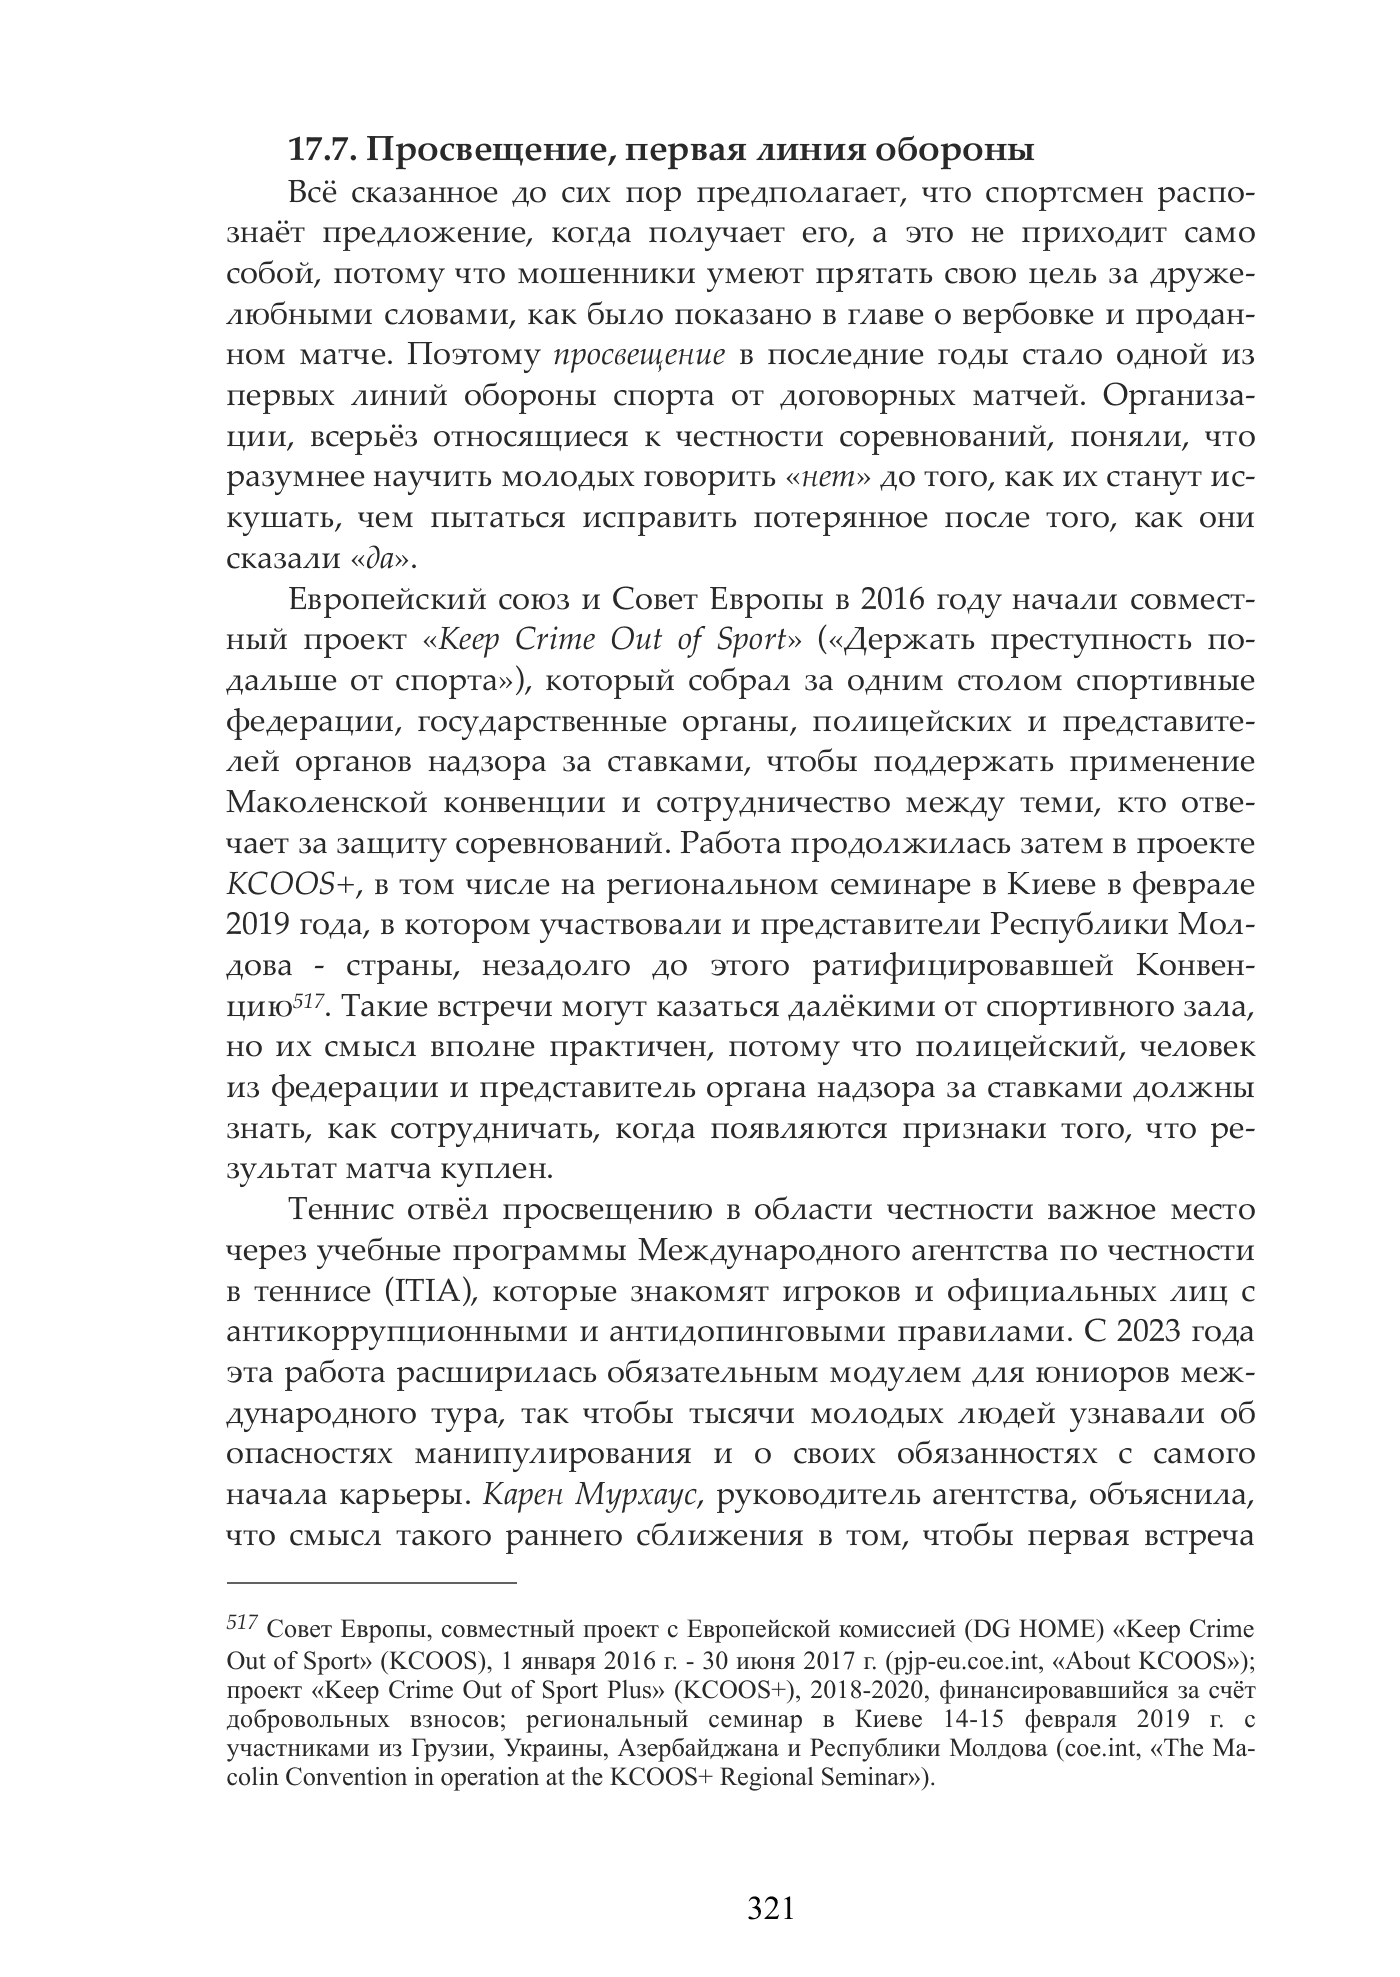 17.7. Просвещение, первая линия обороны
Всё сказанное до сих пор предполагает, что спортсмен распо-
знаёт предложение, когда получает его, а это не приходит само
собой, потому что мошенники умеют прятать свою цель за друже-
любными словами, как было показано в главе о вербовке и продан-
ном матче. Поэтому просвещение в последние годы стало одной из
первых линий обороны спорта от договорных матчей. Организа-
ции, всерьёз относящиеся к честности соревнований, поняли, что
разумнее научить молодых говорить «нет» до того, как их станут ис-
кушать, чем пытаться исправить потерянное после того, как они
сказали «да».
Европейский союз и Совет Европы в 2016 году начали совмест-
ный проект «Keep Crime Out of Sport» («Держать преступность по-
дальше от спорта»), который собрал за одним столом спортивные
федерации, государственные органы, полицейских и представите-
лей органов надзора за ставками, чтобы поддержать применение
Маколенской конвенции и сотрудничество между теми, кто отве-
чает за защиту соревнований. Работа продолжилась затем в проекте
KCOOS+, в том числе на региональном семинаре в Киеве в феврале
2019 года, в котором участвовали и представители Республики Мол-
дова - страны, незадолго до этого ратифицировавшей Конвен-
цию517. Такие встречи могут казаться далёкими от спортивного зала,
но их смысл вполне практичен, потому что полицейский, человек
из федерации и представитель органа надзора за ставками должны
знать, как сотрудничать, когда появляются признаки того, что ре-
зультат матча куплен.
Теннис отвёл просвещению в области честности важное место
через учебные программы Международного агентства по честности
в теннисе (ITIA), которые знакомят игроков и официальных лиц с
антикоррупционными и антидопинговыми правилами. С 2023 года
эта работа расширилась обязательным модулем для юниоров меж-
дународного тура, так чтобы тысячи молодых людей узнавали об
опасностях манипулирования и о своих обязанностях с самого
начала карьеры. Карен Мурхаус, руководитель агентства, объяснила,
что смысл такого раннего сближения в том, чтобы первая встреча
517 Совет Европы, совместный проект с Европейской комиссией (DG HOME) «Keep Crime
Out of Sport» (KCOOS), 1 января 2016 г. - 30 июня 2017 г. (pjp-eu.coe.int, «About KCOOS»);
проект «Keep Crime Out of Sport Plus» (KCOOS+), 2018-2020, финансировавшийся за счёт
добровольных взносов; региональный семинар в Киеве 14-15 февраля 2019 г. с
участниками из Грузии, Украины, Азербайджана и Республики Молдова (coe.int, «The Ma-
colin Convention in operation at the KCOOS+ Regional Seminar»).
321